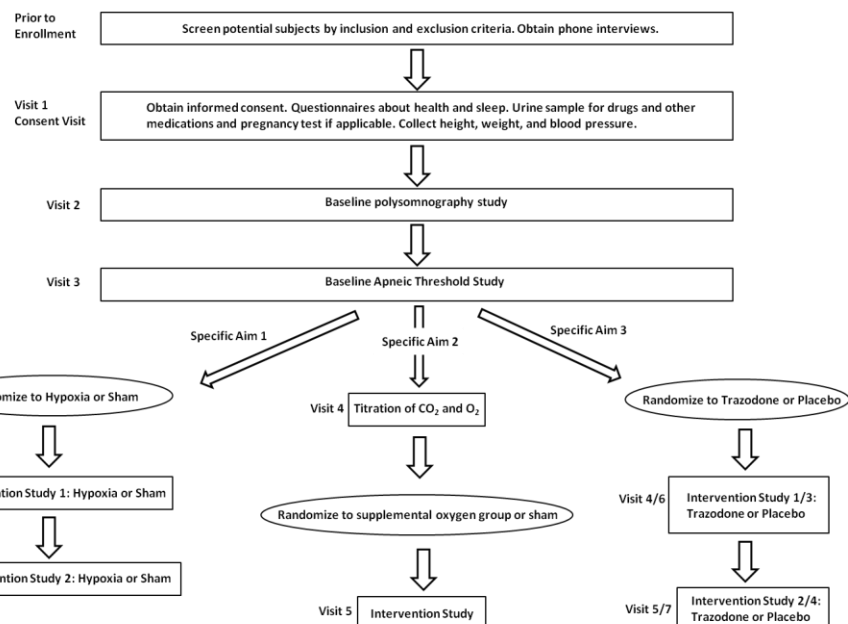 Prior to
Enrollment
Screen potential subjects by inclusion and exclusion criteria. Obtain phone interviews.
Visit 1
Consent Visit
Obtain informed consent. Questionnaires about health and sleep. Urine sample for drugs and other
medications and pregnancy test if applicable. Collect height, weight, and blood pressure.
Visit 2
Baseline polysomnography study
Visit 3
Baseline Apneic Threshold Study
Specific Aim 1
Specific Aim 2
Specific Aim 3
to Hypoxia or Sham
Study 1: Hypoxia or Sham
Study 2: Hypoxia or Sham
Visit 4
Titration of CO₂ and O₂
Randomize to supplemental oxygen group or sham
Visit 5
Intervention Study
Randomize to Trazodone or Placebo
Visit 4/6
Intervention Study 1/3:
Trazodone or Placebo
Visit 5/7
Intervention Study 2/4:
Trazodone or Placebo